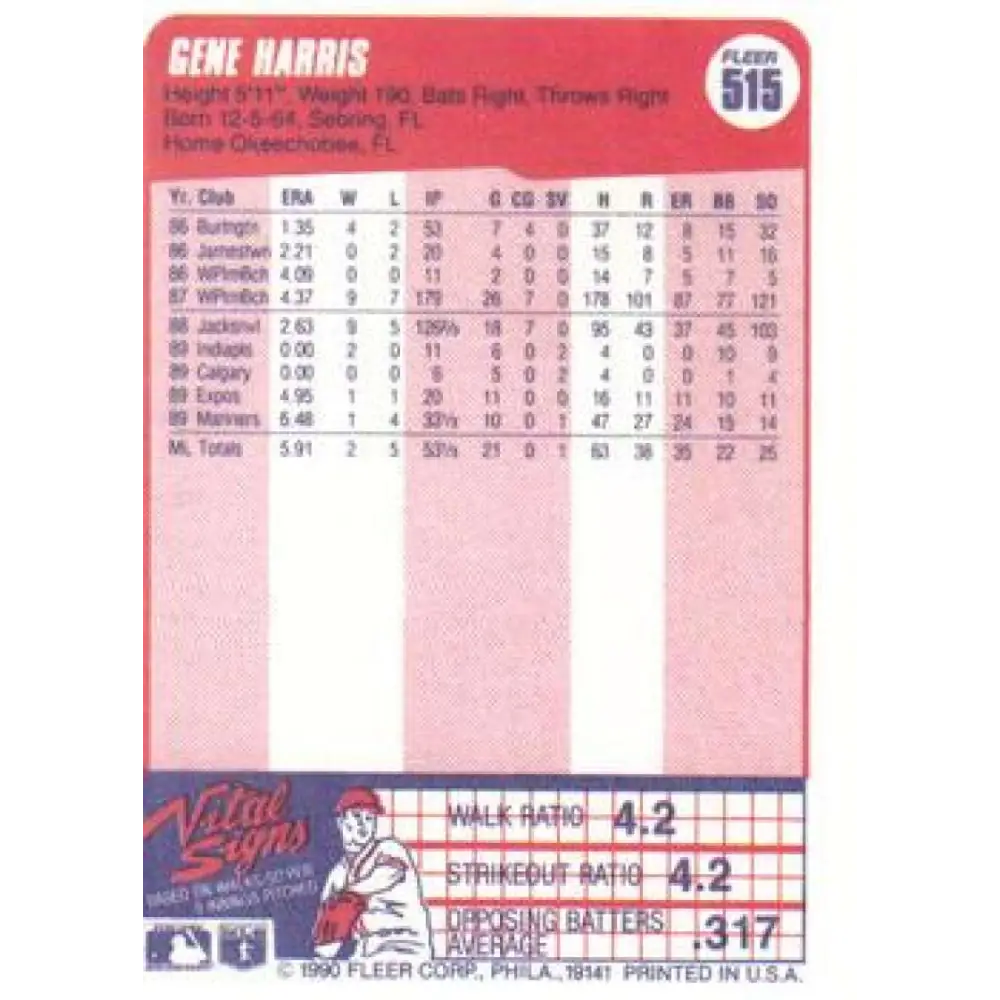 GENE HARRIS
FLEER
515
Height 5'11" Weight 190 Bats Right, Throws Right
Born 12-5-64, Sebring, FL
Home Okeechobee, FL
Yr. Club ERA W L IP G CG SV H R ER BB SO
86 Burlngtn 1.35 4 2 53 7 4 0 37 12 8 15 32
86 Jamestwn 2.21 0 2 20 4 0 0 15 8 5 11 16
86 WPlmBch 4.09 0 0 11 2 0 0 14 7 5 7 5
87 WPlmBch 4.37 9 7 179 26 7 0 178 101 87 77 121
88 Jacksnvl 2.63 9 5 126⅔ 18 7 0 95 43 37 45 103
89 Indiapls 0.00 2 0 11 6 0 2 4 0 0 10 9
89 Calgary 0.00 0 0 6 5 0 2 4 0 0 1 4
89 Expos 4.95 1 1 20 11 0 0 16 11 11 10 11
89 Mariners 6.48 1 4 33⅓ 10 0 1 47 27 24 15 14
ML Totals 5.91 2 5 53⅓ 21 0 1 63 38 35 22 25
Vital Signs
BASED ON WALKS-SO PER
9 INNINGS PITCHED
WALK RATIO 4.2
STRIKEOUT RATIO 4.2
OPPOSING BATTERS
AVERAGE .317
© 1990 FLEER CORP., PHILA., 19141 PRINTED IN U.S.A.